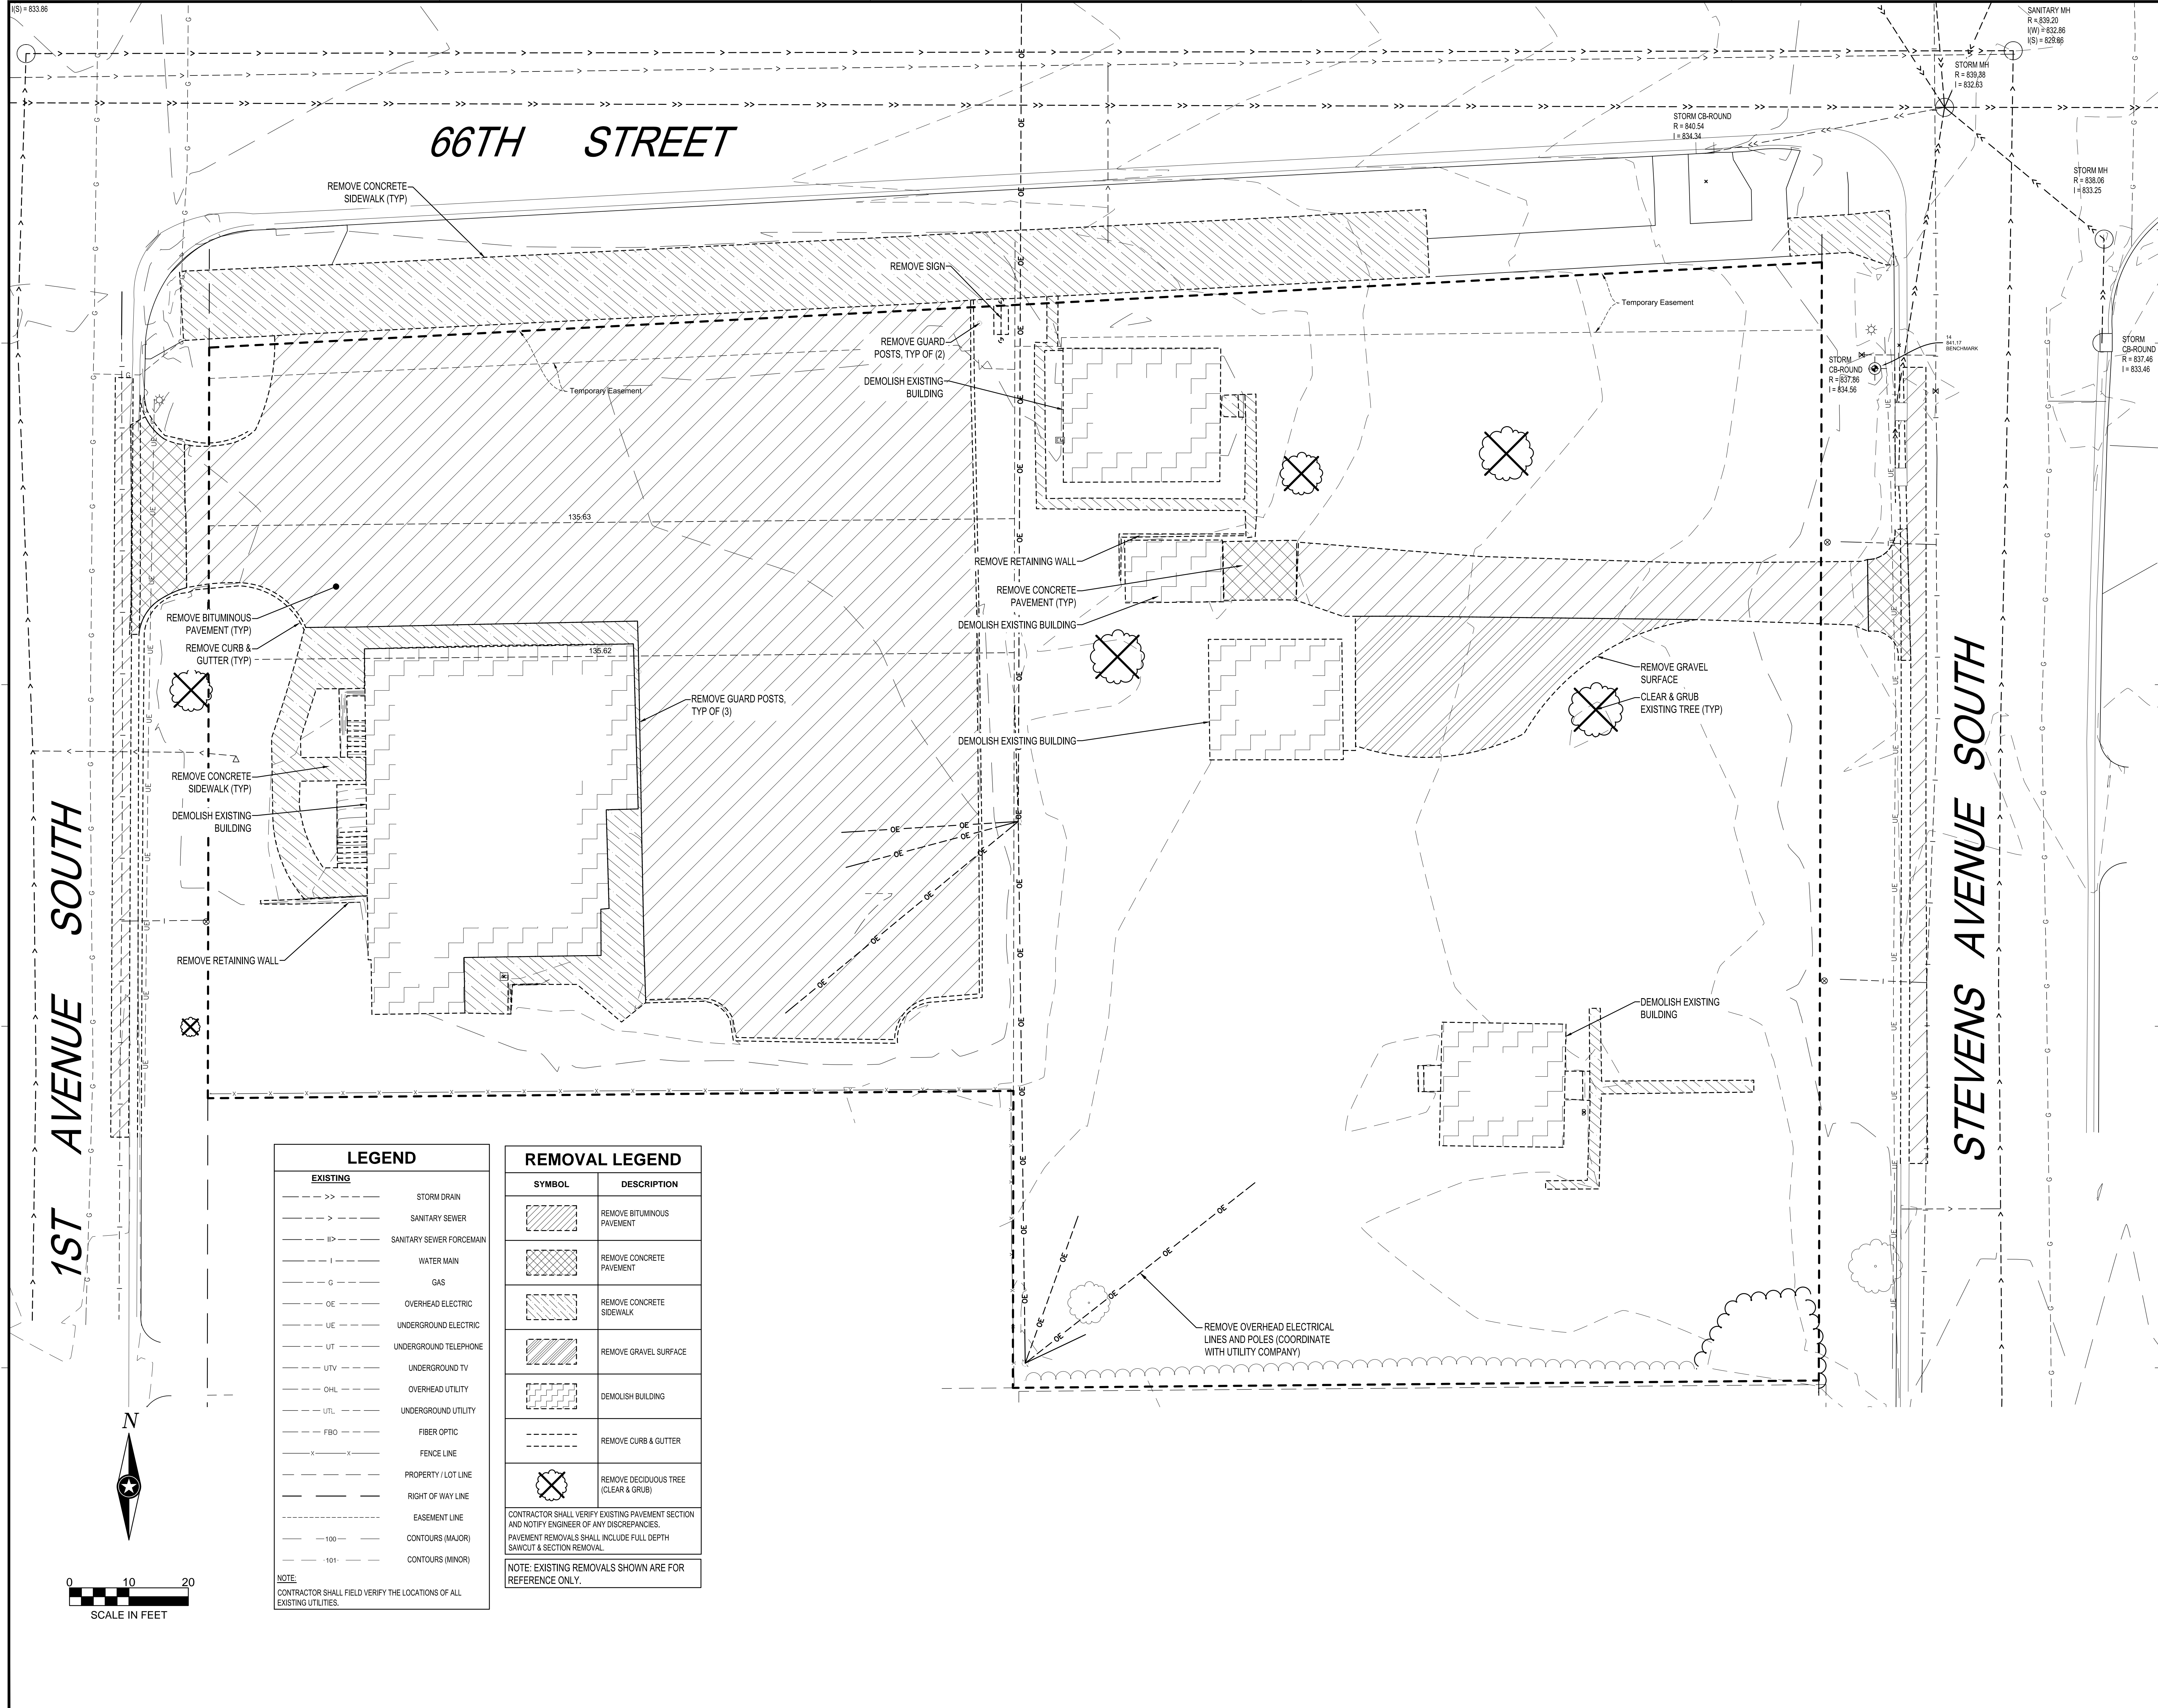 I(S) = 833.86
SANITARY MH
R = 839.20
I(W) = 832.86
I(S) = 829.86
STORM MH
R = 839.38
I = 832.63
STORM CB-ROUND
R = 840.54
I = 834.34
66TH STREET
STORM MH
R = 838.06
I = 833.25
REMOVE CONCRETE
SIDEWALK (TYP)
REMOVE SIGN
Temporary Easement
REMOVE GUARD
POSTS, TYP OF (2)
14
841.17
BENCHMARK
STORM
CB-ROUND
R = 837.46
I = 833.46
STORM
CB-ROUND
R = 837.86
I = 834.56
DEMOLISH EXISTING
BUILDING
Temporary Easement
135.63
REMOVE RETAINING WALL
REMOVE CONCRETE
PAVEMENT (TYP)
REMOVE BITUMINOUS
PAVEMENT (TYP)
DEMOLISH EXISTING BUILDING
REMOVE CURB &
GUTTER (TYP)
135.62
REMOVE GRAVEL
SURFACE
REMOVE GUARD POSTS,
TYP OF (3)
CLEAR & GRUB
EXISTING TREE (TYP)
DEMOLISH EXISTING BUILDING
REMOVE CONCRETE
SIDEWALK (TYP)
DEMOLISH EXISTING
BUILDING
1ST AVENUE SOUTH
STEVENS AVENUE SOUTH
REMOVE RETAINING WALL
DEMOLISH EXISTING
BUILDING
REMOVE OVERHEAD ELECTRICAL
LINES AND POLES (COORDINATE
WITH UTILITY COMPANY)
LEGEND
EXISTING
>> STORM DRAIN
> SANITARY SEWER
SANITARY SEWER FORCEMAIN
I WATER MAIN
G GAS
OE OVERHEAD ELECTRIC
UE UNDERGROUND ELECTRIC
UT UNDERGROUND TELEPHONE
UTV UNDERGROUND TV
OHL OVERHEAD UTILITY
UTL UNDERGROUND UTILITY
FBO FIBER OPTIC
x x FENCE LINE
PROPERTY / LOT LINE
RIGHT OF WAY LINE
EASEMENT LINE
100 CONTOURS (MAJOR)
101 CONTOURS (MINOR)
NOTE:
CONTRACTOR SHALL FIELD VERIFY THE LOCATIONS OF ALL
EXISTING UTILITIES.
REMOVAL LEGEND
SYMBOL DESCRIPTION
REMOVE BITUMINOUS
PAVEMENT
REMOVE CONCRETE
PAVEMENT
REMOVE CONCRETE
SIDEWALK
REMOVE GRAVEL SURFACE
DEMOLISH BUILDING
REMOVE CURB & GUTTER
REMOVE DECIDUOUS TREE
(CLEAR & GRUB)
CONTRACTOR SHALL VERIFY EXISTING PAVEMENT SECTION
AND NOTIFY ENGINEER OF ANY DISCREPANCIES.
PAVEMENT REMOVALS SHALL INCLUDE FULL DEPTH
SAWCUT & SECTION REMOVAL.
NOTE: EXISTING REMOVALS SHOWN ARE FOR
REFERENCE ONLY.
N
0 10 20
SCALE IN FEET